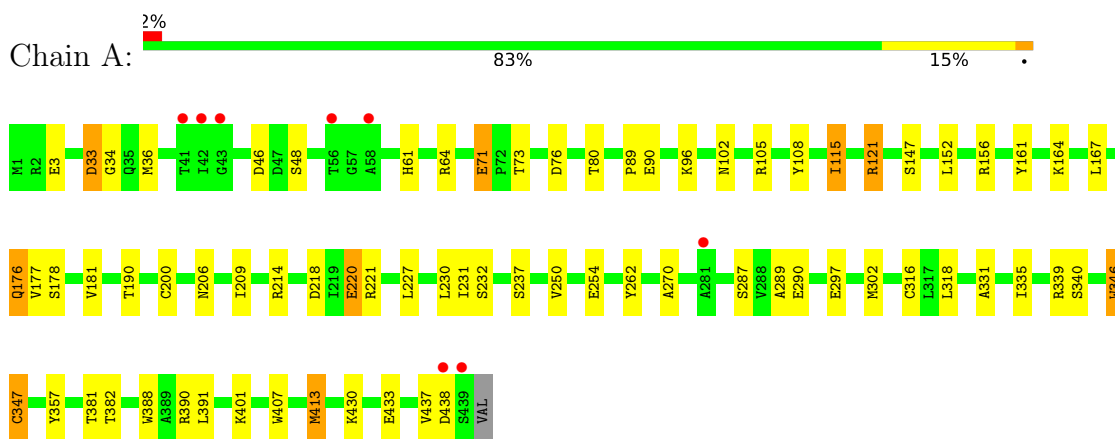 2%
Chain A:
83% 15% •
M1 R2 E3 D33 G34 Q35 M36 T41 I42 G43 D46 D47 S48 T56 G57 A58 H61 R64 E71 P72 T73 D76 T80 P89 E90 K96 N102 R105 Y108 I115 R121 S147 L152 R156 Y161 K164 L167
Q176 V177 S178 V181 T190 C200 N206 I209 R214 D218 I219 E220 R221 L227 L230 I231 S232 S237 V250 E254 Y262 A270 A281 S287 V288 A289 E290 E297 M302 C316 L317 L318 A331 I335 R339 S340 W346
C347 Y357 T381 T382 W388 A389 R390 L391 K401 W407 M413 K430 E433 V437 D438 S439 VAL